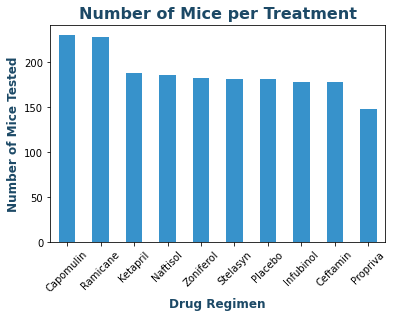 Number of Mice per Treatment
Number of Mice Tested
200
150
100
50
0
Capomulin
Ramicane
Ketapril
Naftisol
Zoniferol
Stelasyn
Placebo
Infubinol
Ceftamin
Propriva
Drug Regimen